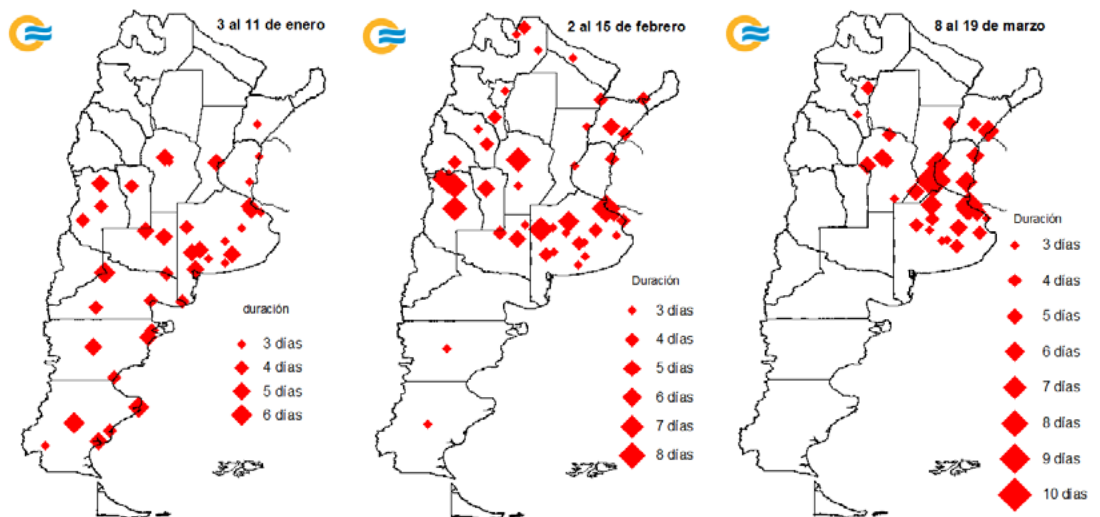 3 al 11 de enero
duración
3 días
4 días
5 días
6 días
2 al 15 de febrero
Duración
3 días
4 días
5 días
6 días
7 días
8 días
8 al 19 de marzo
Duración
3 días
4 días
5 días
6 días
7 días
8 días
9 días
10 días